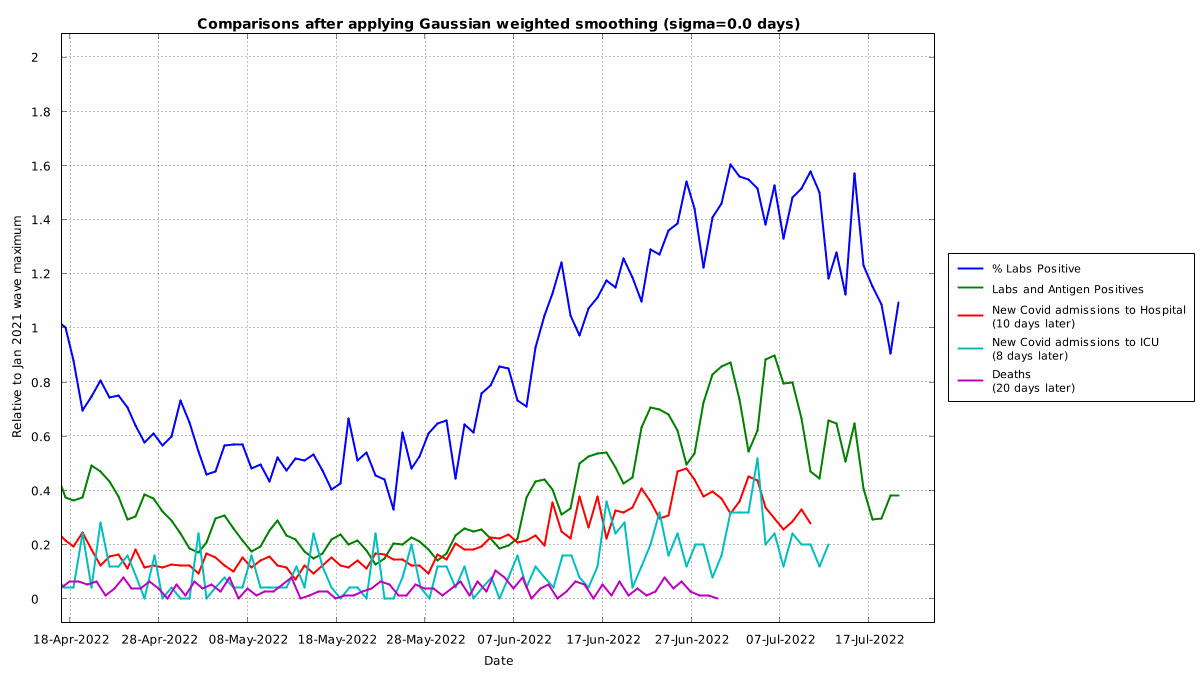 Comparisons after applying Gaussian weighted smoothing (sigma=0.0 days)
Relative to Jan 2021 wave maximum
2
1.8
1.6
1.4
1.2
1
0.8
0.6
0.4
0.2
0
18-Apr-2022 28-Apr-2022 08-May-2022 18-May-2022 28-May-2022 07-Jun-2022 17-Jun-2022 27-Jun-2022 07-Jul-2022 17-Jul-2022
Date
% Labs Positive
Labs and Antigen Positives
New Covid admissions to Hospital
(10 days later)
New Covid admissions to ICU
(8 days later)
Deaths
(20 days later)